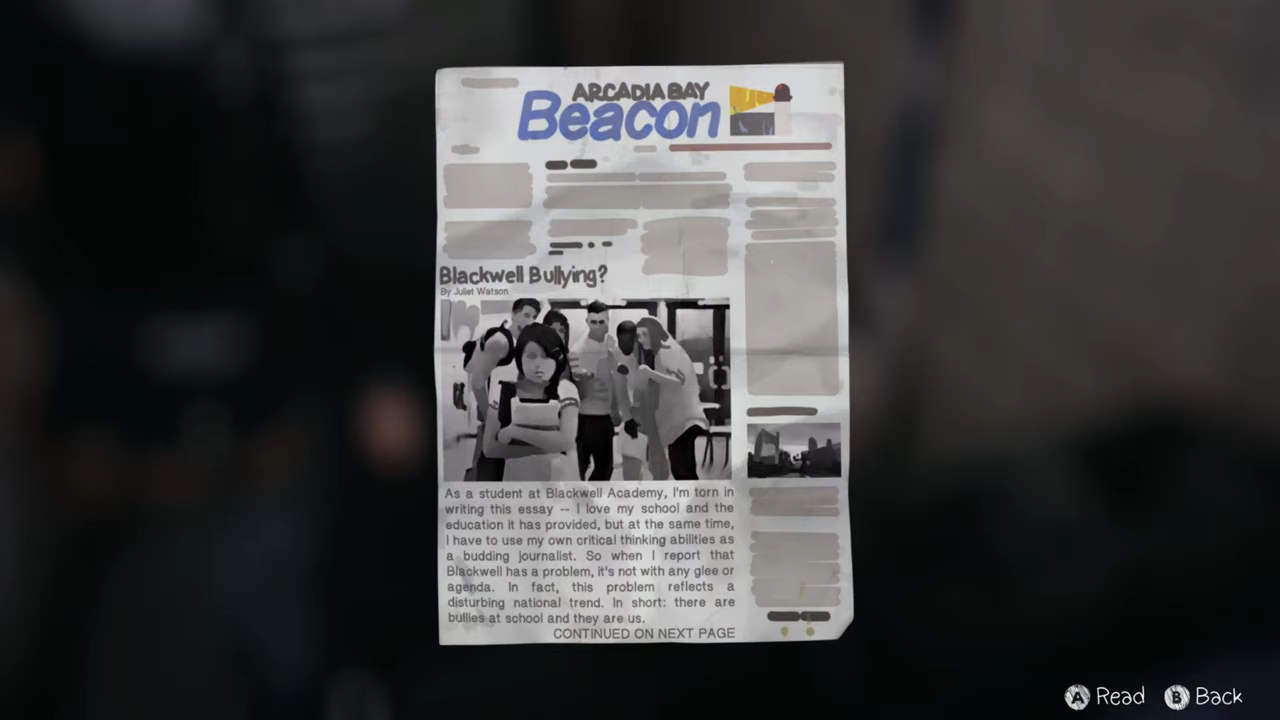 ARCADIA BAY
Beacon
Blackwell Bullying?
By Juliet Watson
As a student at Blackwell Academy, I'm torn in
writing this essay -- I love my school and the
education it has provided, but at the same time,
I have to use my own critical thinking abilities as
a budding journalist. So when I report that
Blackwell has a problem, it's not with any glee or
agenda. In fact, this problem reflects a
disturbing national trend. In short: there are
bullies at school and they are us.
CONTINUED ON NEXT PAGE
A Read B Back